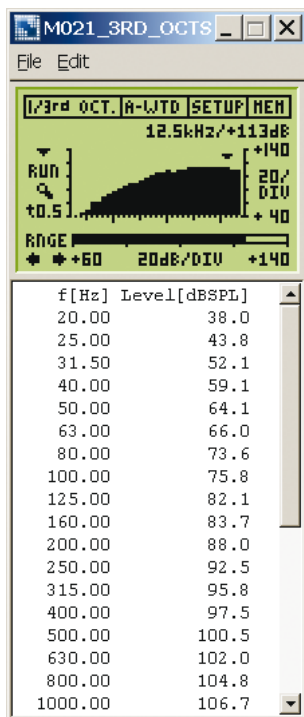 M021_3RD_OCTS
File Edit
1/3rd OCT. A-WTD SETUP MEM
12.5kHz/+113dB
+140
RUN
20/
DIV
t0.5
+ 40
RNGE
+60 20dB/DIV +140
f[Hz] Level[dBSPL]
20.00 38.0
25.00 43.8
31.50 52.1
40.00 59.1
50.00 64.1
63.00 66.0
80.00 73.6
100.00 75.8
125.00 82.1
160.00 83.7
200.00 88.0
250.00 92.5
315.00 95.8
400.00 97.5
500.00 100.5
630.00 102.0
800.00 104.8
1000.00 106.7